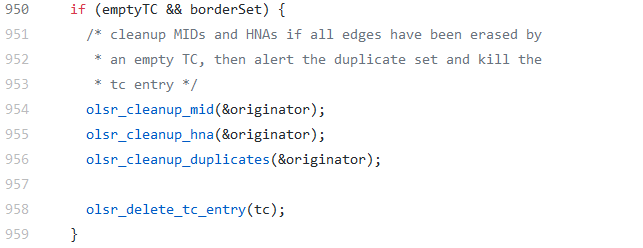 950 if (emptyTC && borderSet) {
951 /* cleanup MIDs and HNAs if all edges have been erased by
952 * an empty TC, then alert the duplicate set and kill the
953 * tc entry */
954 olsr_cleanup_mid(&originator);
955 olsr_cleanup_hna(&originator);
956 olsr_cleanup_duplicates(&originator);
957
958 olsr_delete_tc_entry(tc);
959 }